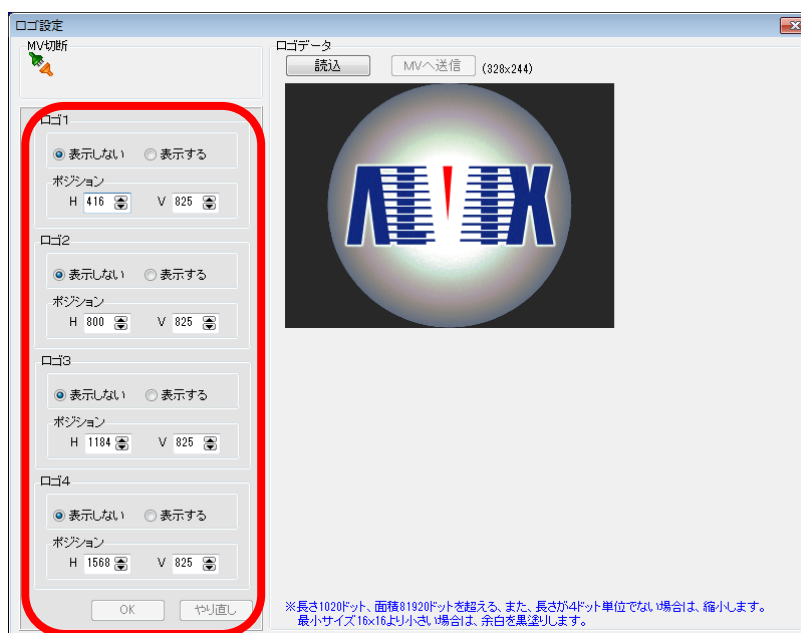 ロゴ設定
MV切断
ロゴ1
表示しない 表示する
ポジション
H 416 V 825
ロゴ2
表示しない 表示する
ポジション
H 800 V 825
ロゴ3
表示しない 表示する
ポジション
H 1184 V 825
ロゴ4
表示しない 表示する
ポジション
H 1568 V 825
OK やり直し
ロゴデータ
読込 MVへ送信 (328x244)
ALVIX
※長さ1020ドット、面積81920ドットを超える、また、長さが4ドット単位でない場合は、縮小します。
最小サイズ16x16より小さい場合は、余白を黒塗りします。